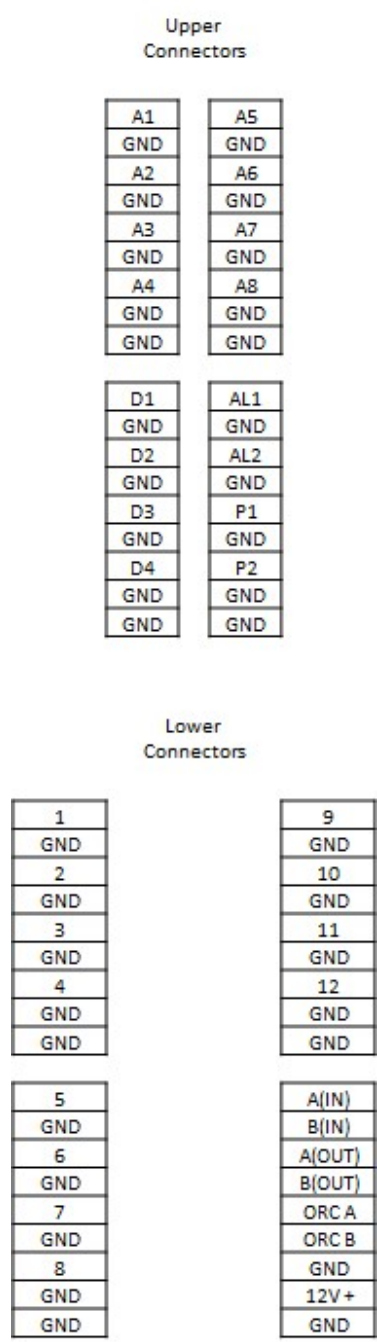 Upper
Connectors
A1 A5
GND GND
A2 A6
GND GND
A3 A7
GND GND
A4 A8
GND GND
GND GND
D1 AL1
GND GND
D2 AL2
GND GND
D3 P1
GND GND
D4 P2
GND GND
GND GND
Lower
Connectors
1 9
GND GND
2 10
GND GND
3 11
GND GND
4 12
GND GND
GND GND
5 A(IN)
GND B(IN)
6 A(OUT)
GND B(OUT)
7 ORC A
GND ORC B
8 GND
GND 12V +
GND GND